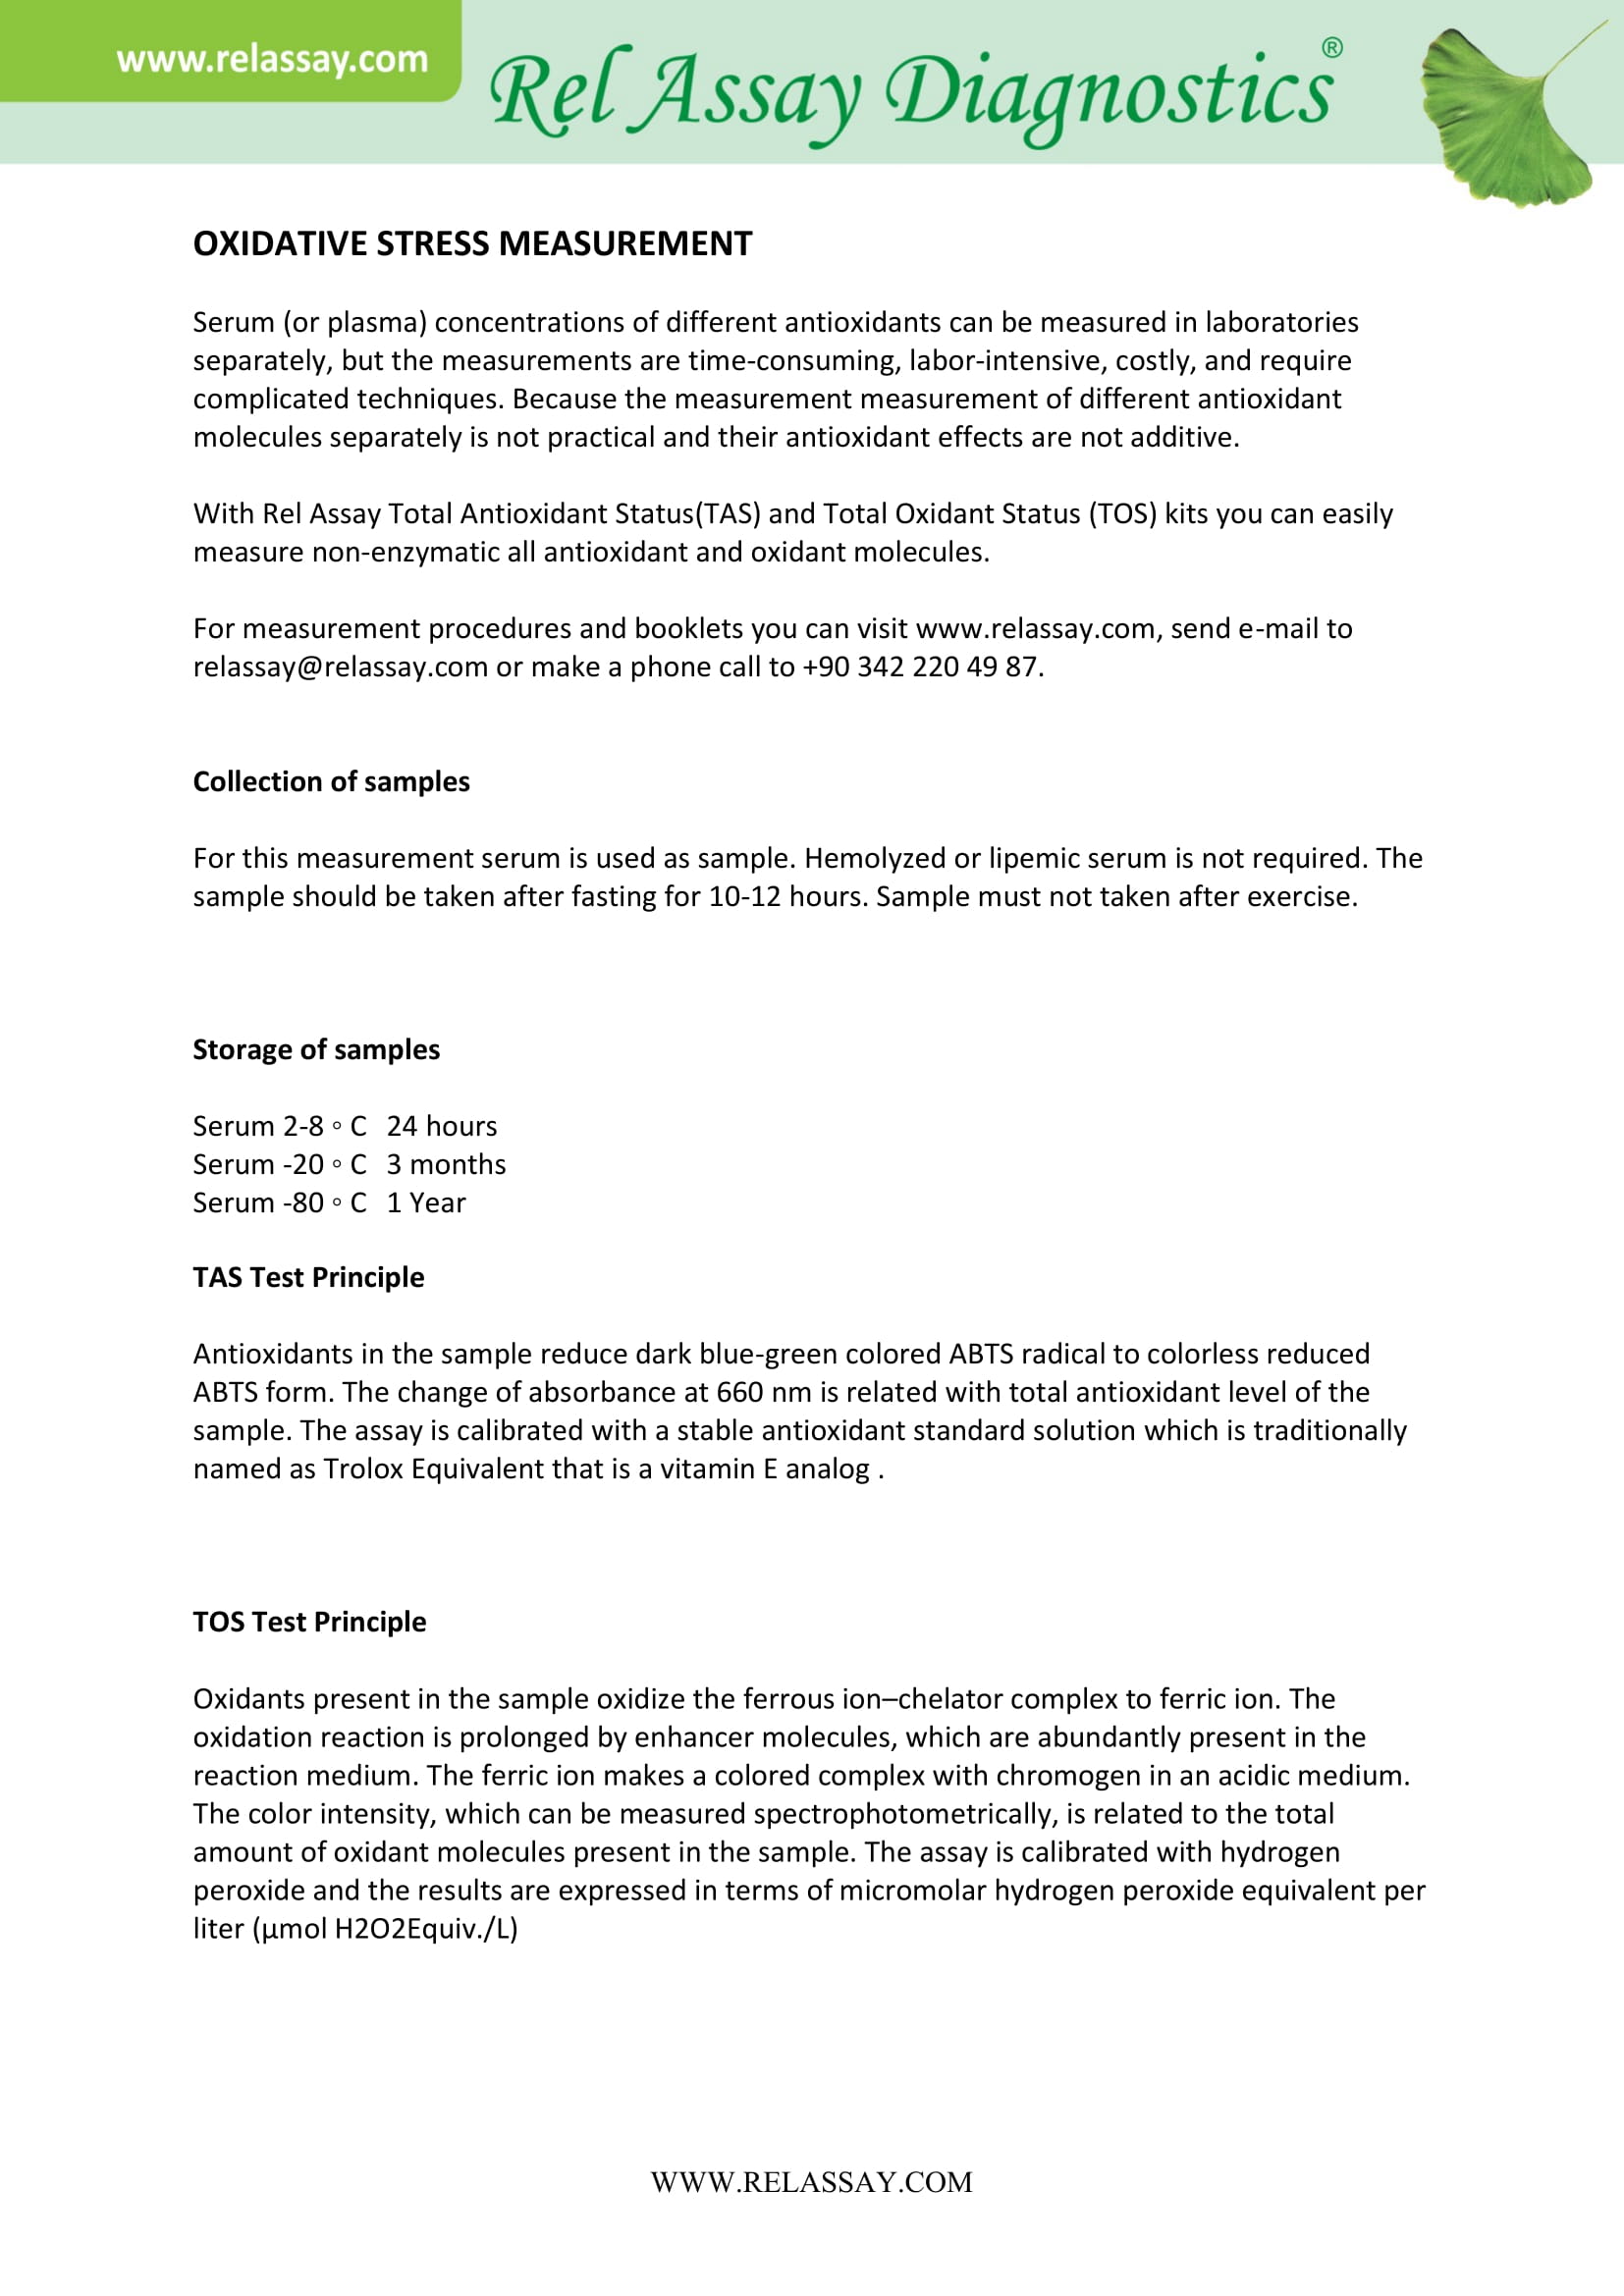 www.relassay.com
Rel Assay Diagnostics®
OXIDATIVE STRESS MEASUREMENT
Serum (or plasma) concentrations of different antioxidants can be measured in laboratories
separately, but the measurements are time-consuming, labor-intensive, costly, and require
complicated techniques. Because the measurement measurement of different antioxidant
molecules separately is not practical and their antioxidant effects are not additive.
With Rel Assay Total Antioxidant Status(TAS) and Total Oxidant Status (TOS) kits you can easily
measure non-enzymatic all antioxidant and oxidant molecules.
For measurement procedures and booklets you can visit www.relassay.com, send e-mail to
relassay@relassay.com or make a phone call to +90 342 220 49 87.
Collection of samples
For this measurement serum is used as sample. Hemolyzed or lipemic serum is not required. The
sample should be taken after fasting for 10-12 hours. Sample must not taken after exercise.
Storage of samples
Serum 2-8 ◦ C 24 hours
Serum -20 ◦ C 3 months
Serum -80 ◦ C 1 Year
TAS Test Principle
Antioxidants in the sample reduce dark blue-green colored ABTS radical to colorless reduced
ABTS form. The change of absorbance at 660 nm is related with total antioxidant level of the
sample. The assay is calibrated with a stable antioxidant standard solution which is traditionally
named as Trolox Equivalent that is a vitamin E analog .
TOS Test Principle
Oxidants present in the sample oxidize the ferrous ion–chelator complex to ferric ion. The
oxidation reaction is prolonged by enhancer molecules, which are abundantly present in the
reaction medium. The ferric ion makes a colored complex with chromogen in an acidic medium.
The color intensity, which can be measured spectrophotometrically, is related to the total
amount of oxidant molecules present in the sample. The assay is calibrated with hydrogen
peroxide and the results are expressed in terms of micromolar hydrogen peroxide equivalent per
liter (μmol H2O2Equiv./L)
WWW.RELASSAY.COM